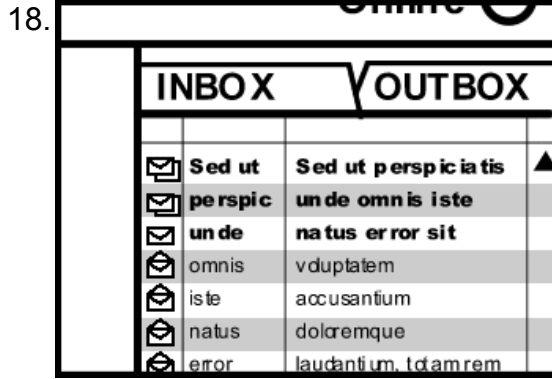 18.
INBOX OUTBOX
Sed ut Sed ut perspiciatis
perspic unde omnis iste
unde natus error sit
omnis voluptatem
iste accusantium
natus doloremque
error laudantium, totam rem